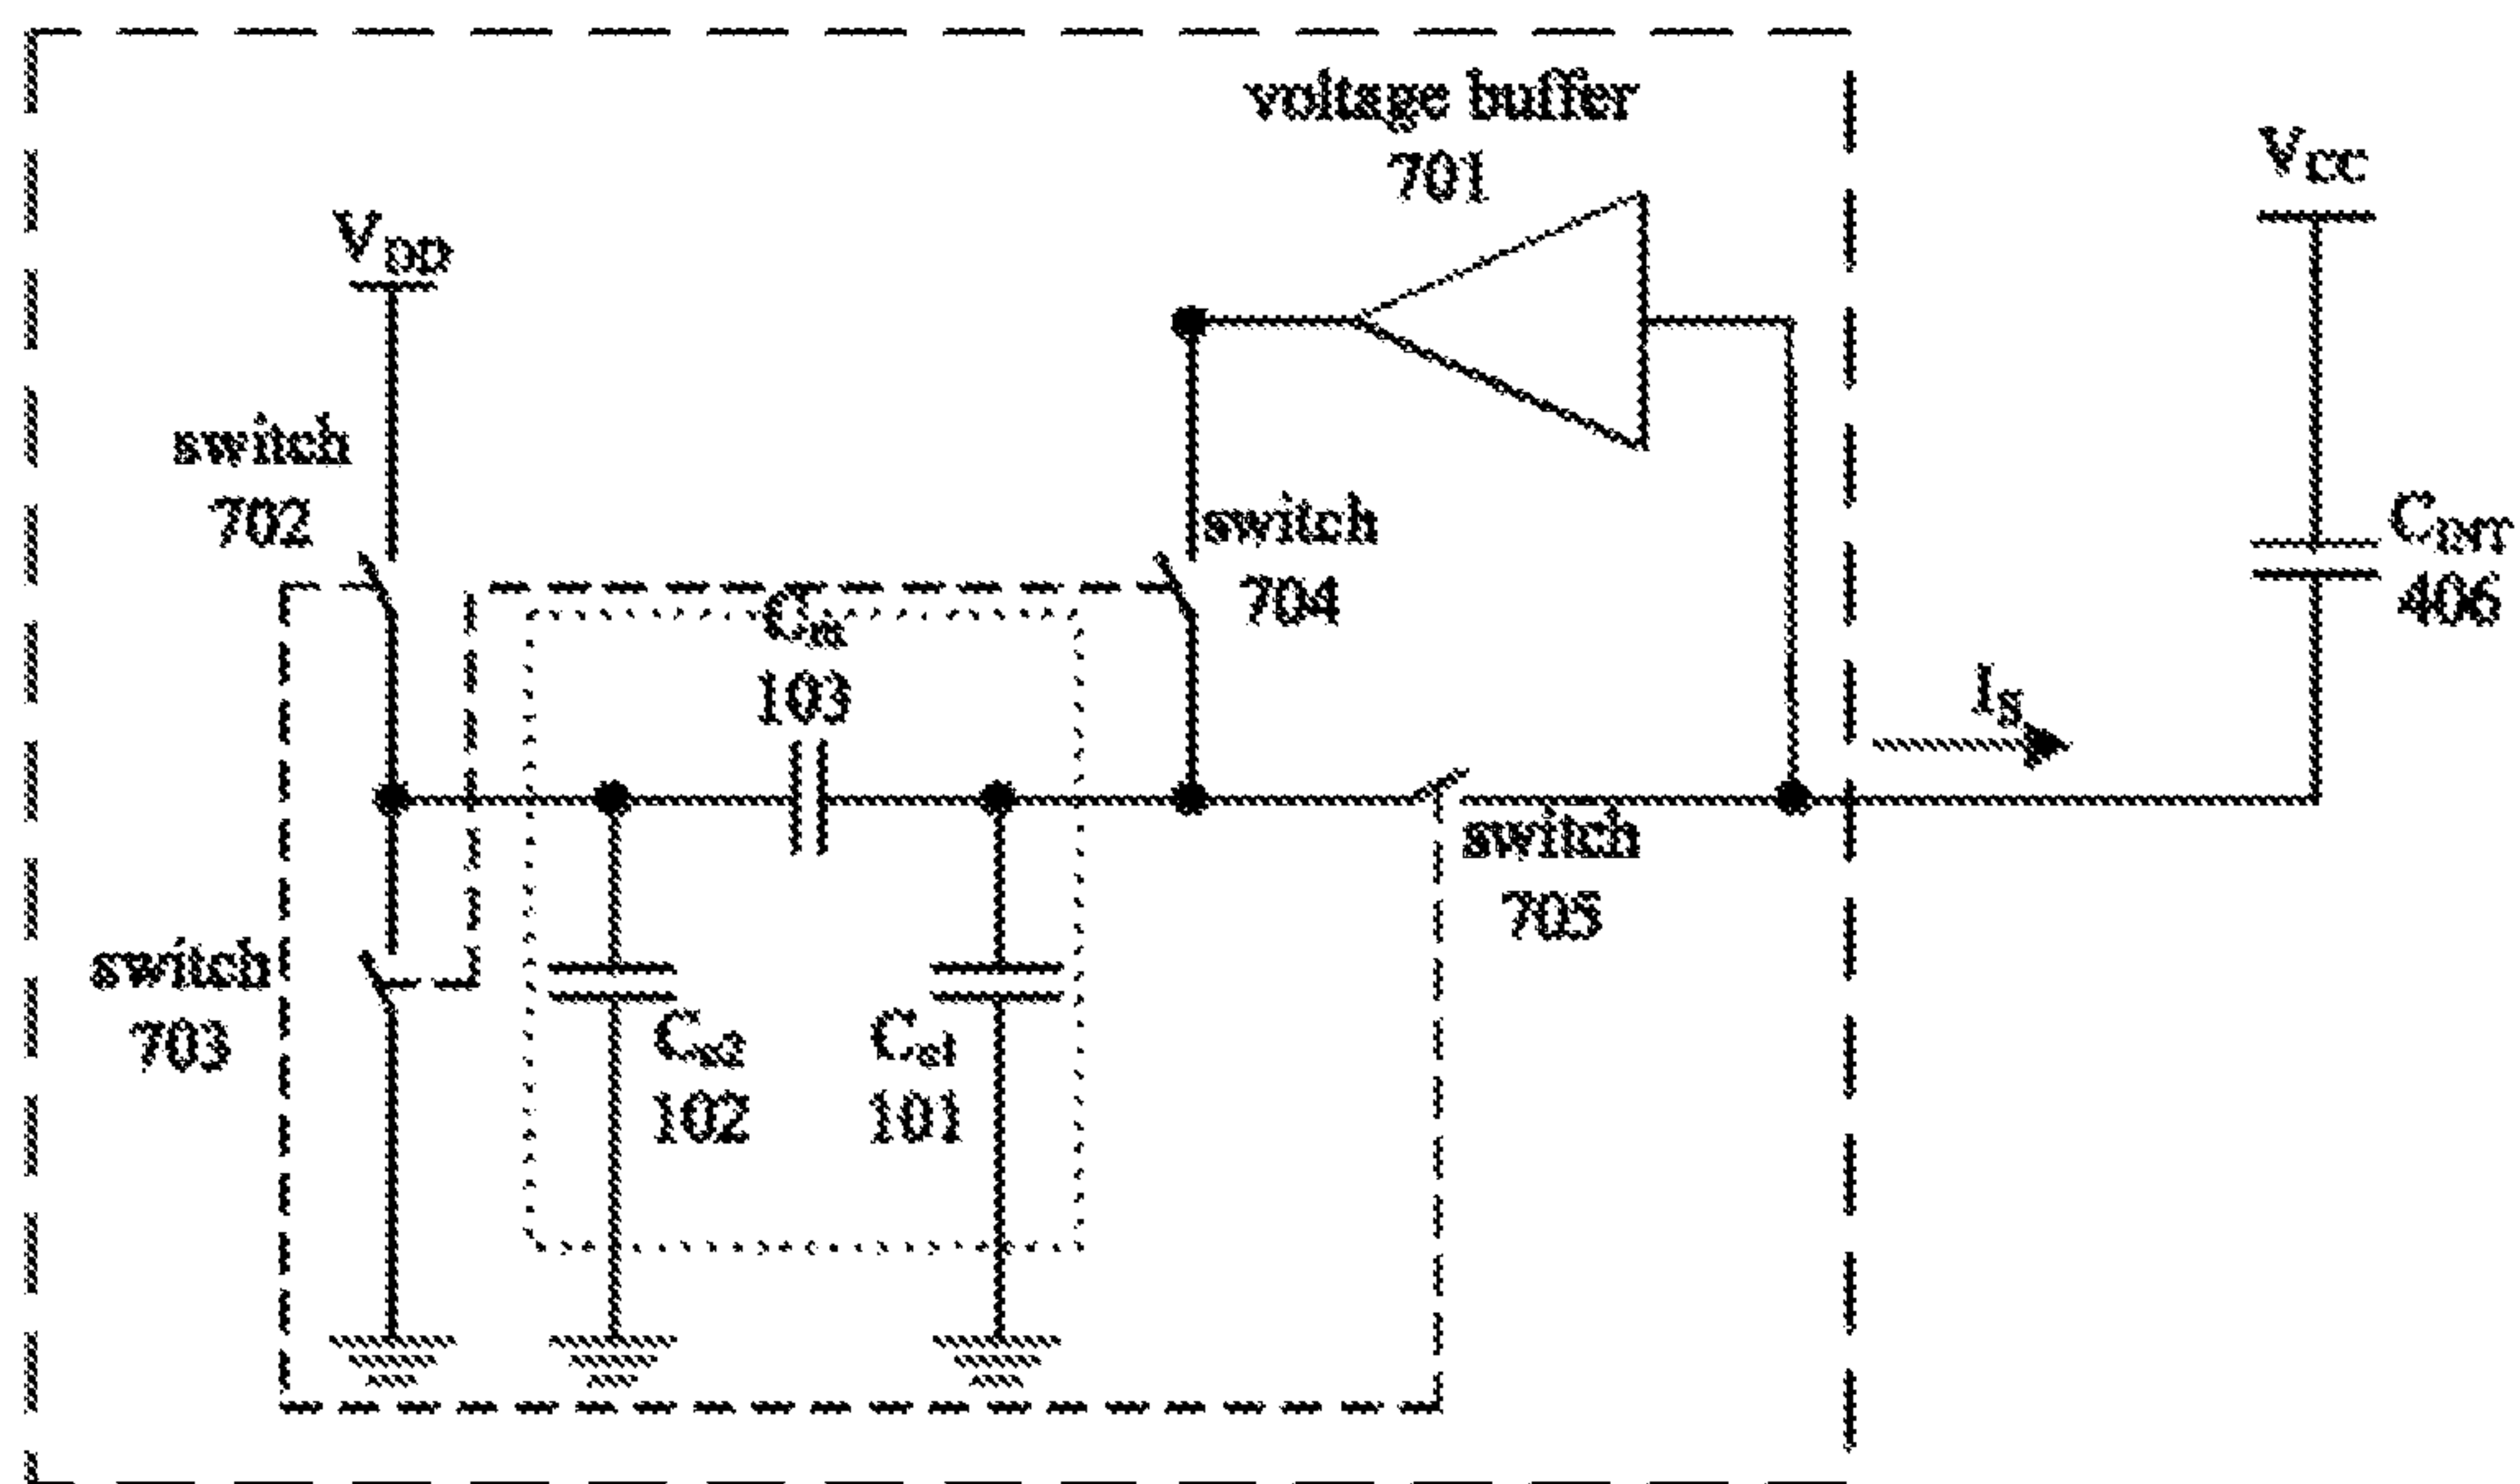 voltage buffer
701
VCC
VDD
switch
702
switch
704
CINT
406
Cm
103
IS
switch
705
switch
703
Cs2
102
Cs1
101